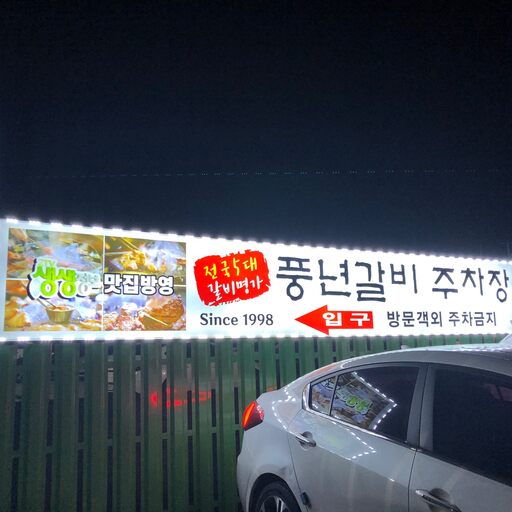 생생 맛집방영
전국5대
갈비명가
풍년갈비 주차장
Since 1998
입구
방문객외 주차금지